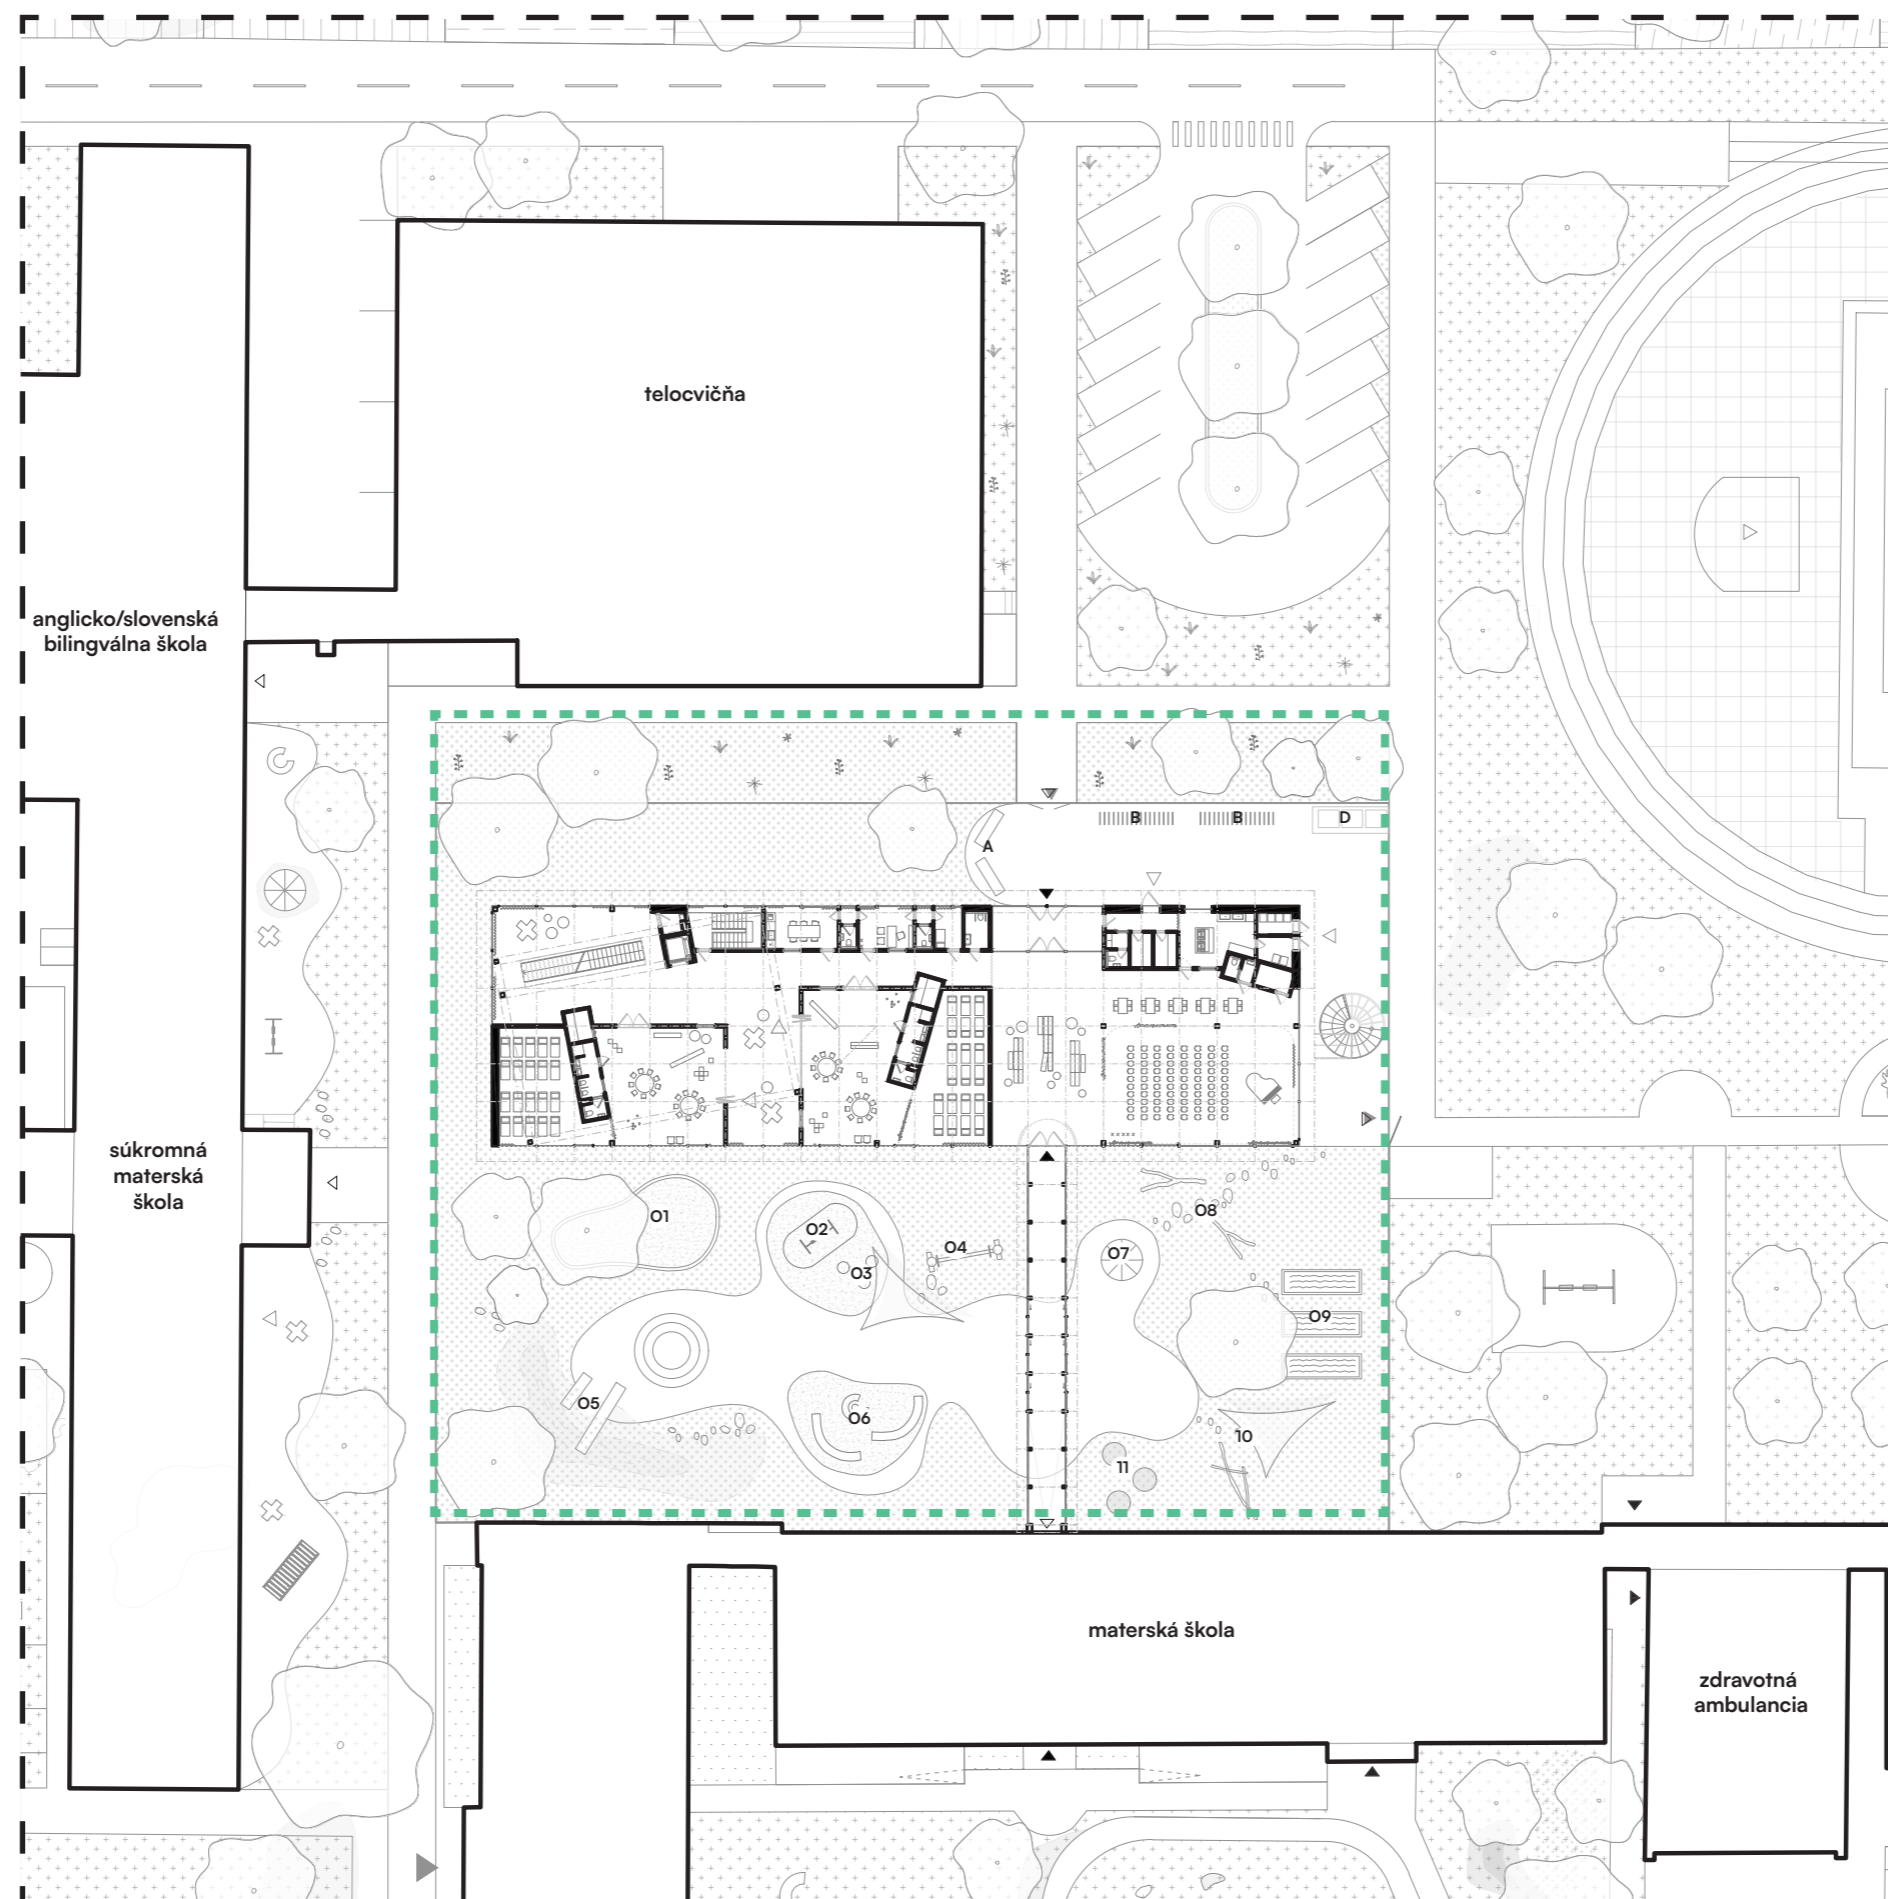 telocvičňa
anglicko/slovenská
bilingválna škola
B
B
D
A
súkromná
materská
škola
01
02
03
04
07
08
09
05
06
10
11
materská škola
zdravotná
ambulancia